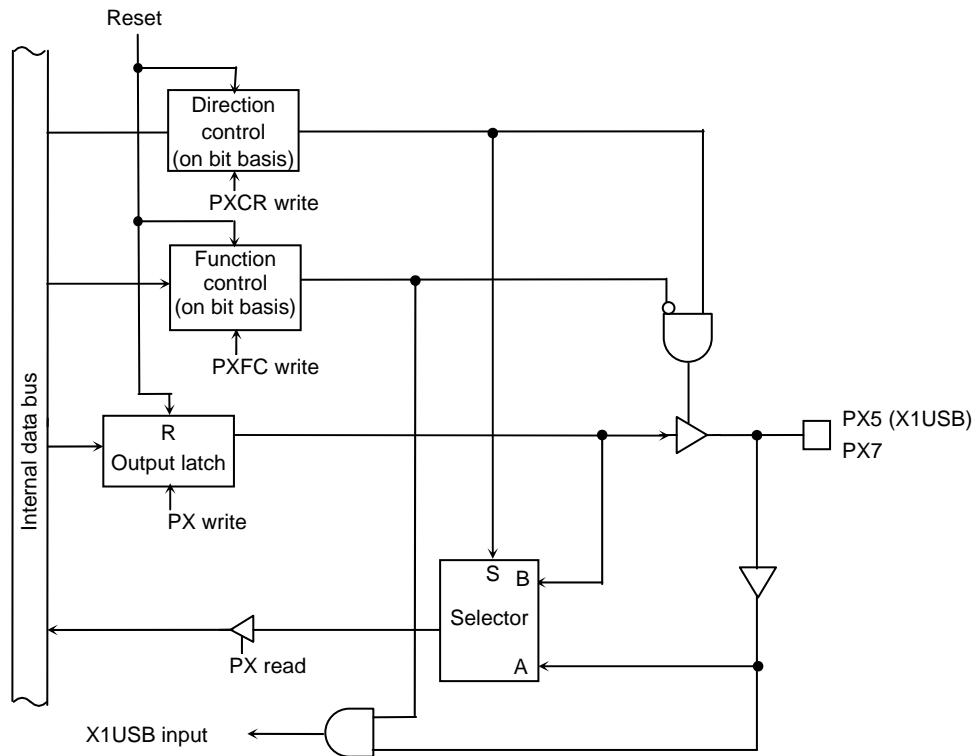 Reset
Direction
control
(on bit basis)
PXCR write
Function
control
(on bit basis)
PXFC write
R
Output latch
PX write
Internal data bus
PX5 (X1USB)
PX7
S
B
Selector
A
PX read
X1USB input